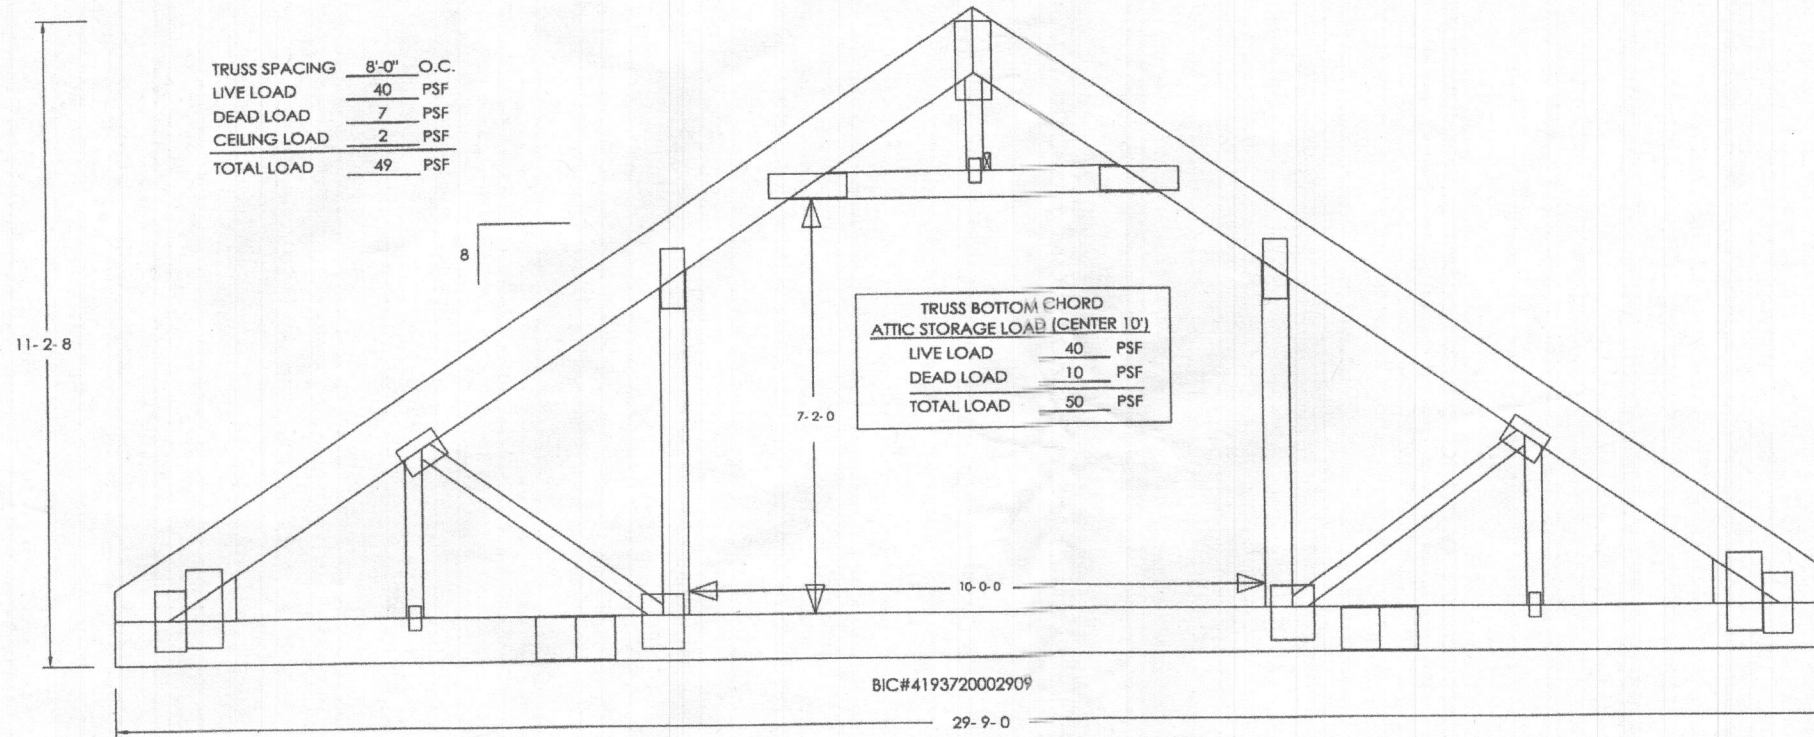 TRUSS SPACING 8'-0" O.C.
LIVE LOAD 40 PSF
DEAD LOAD 7 PSF
CEILING LOAD 2 PSF
TOTAL LOAD 49 PSF
8
11-2-8
TRUSS BOTTOM CHORD
ATTIC STORAGE LOAD (CENTER 10')
LIVE LOAD 40 PSF
DEAD LOAD 10 PSF
TOTAL LOAD 50 PSF
7-2-0
10-0-0
BIC#4193720002909
29-9-0